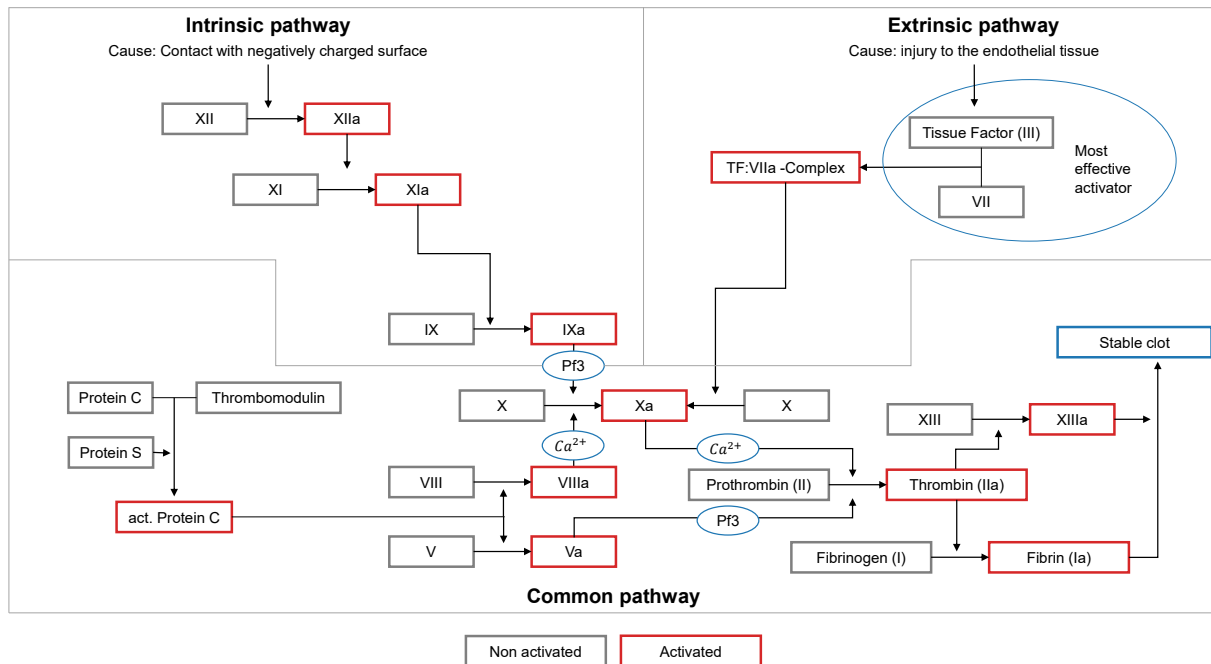 Intrinsic pathway
Cause: Contact with negatively charged surface
Extrinsic pathway
Cause: injury to the endothelial tissue
XII
XIIa
XI
XIa
IX
IXa
Pf3
Tissue Factor (III)
VII
Most
effective
activator
TF:VIIa -Complex
Protein C
Thrombomodulin
Protein S
act. Protein C
X
Xa
X
Ca²⁺
Ca²⁺
VIII
VIIIa
V
Va
Pf3
Prothrombin (II)
Thrombin (IIa)
XIII
XIIIa
Stable clot
Fibrinogen (I)
Fibrin (Ia)
Common pathway
Non activated
Activated